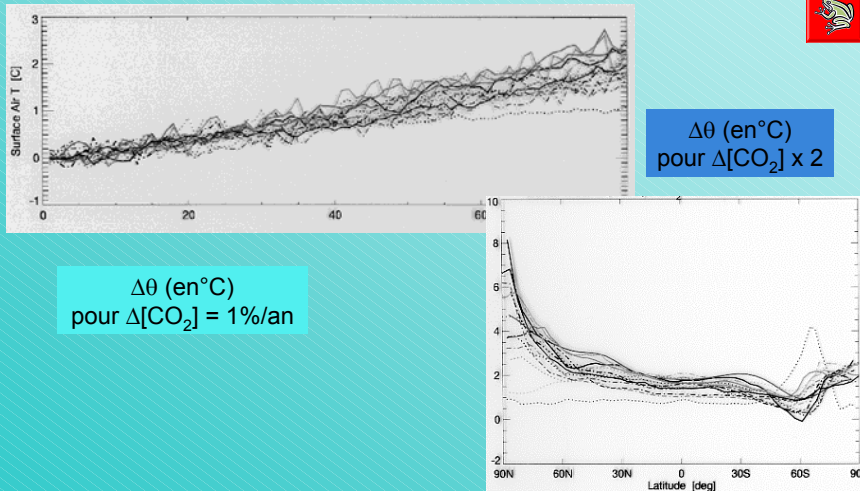 3
2
1
0
-1
Surface Air T [C]
0
20
40
60
Δθ (en°C)
pour Δ[CO₂] x 2
Δθ (en°C)
pour Δ[CO₂] = 1%/an
10
8
6
4
2
0
-2
90N 60N 30N 0 30S 60S
Latitude [deg]